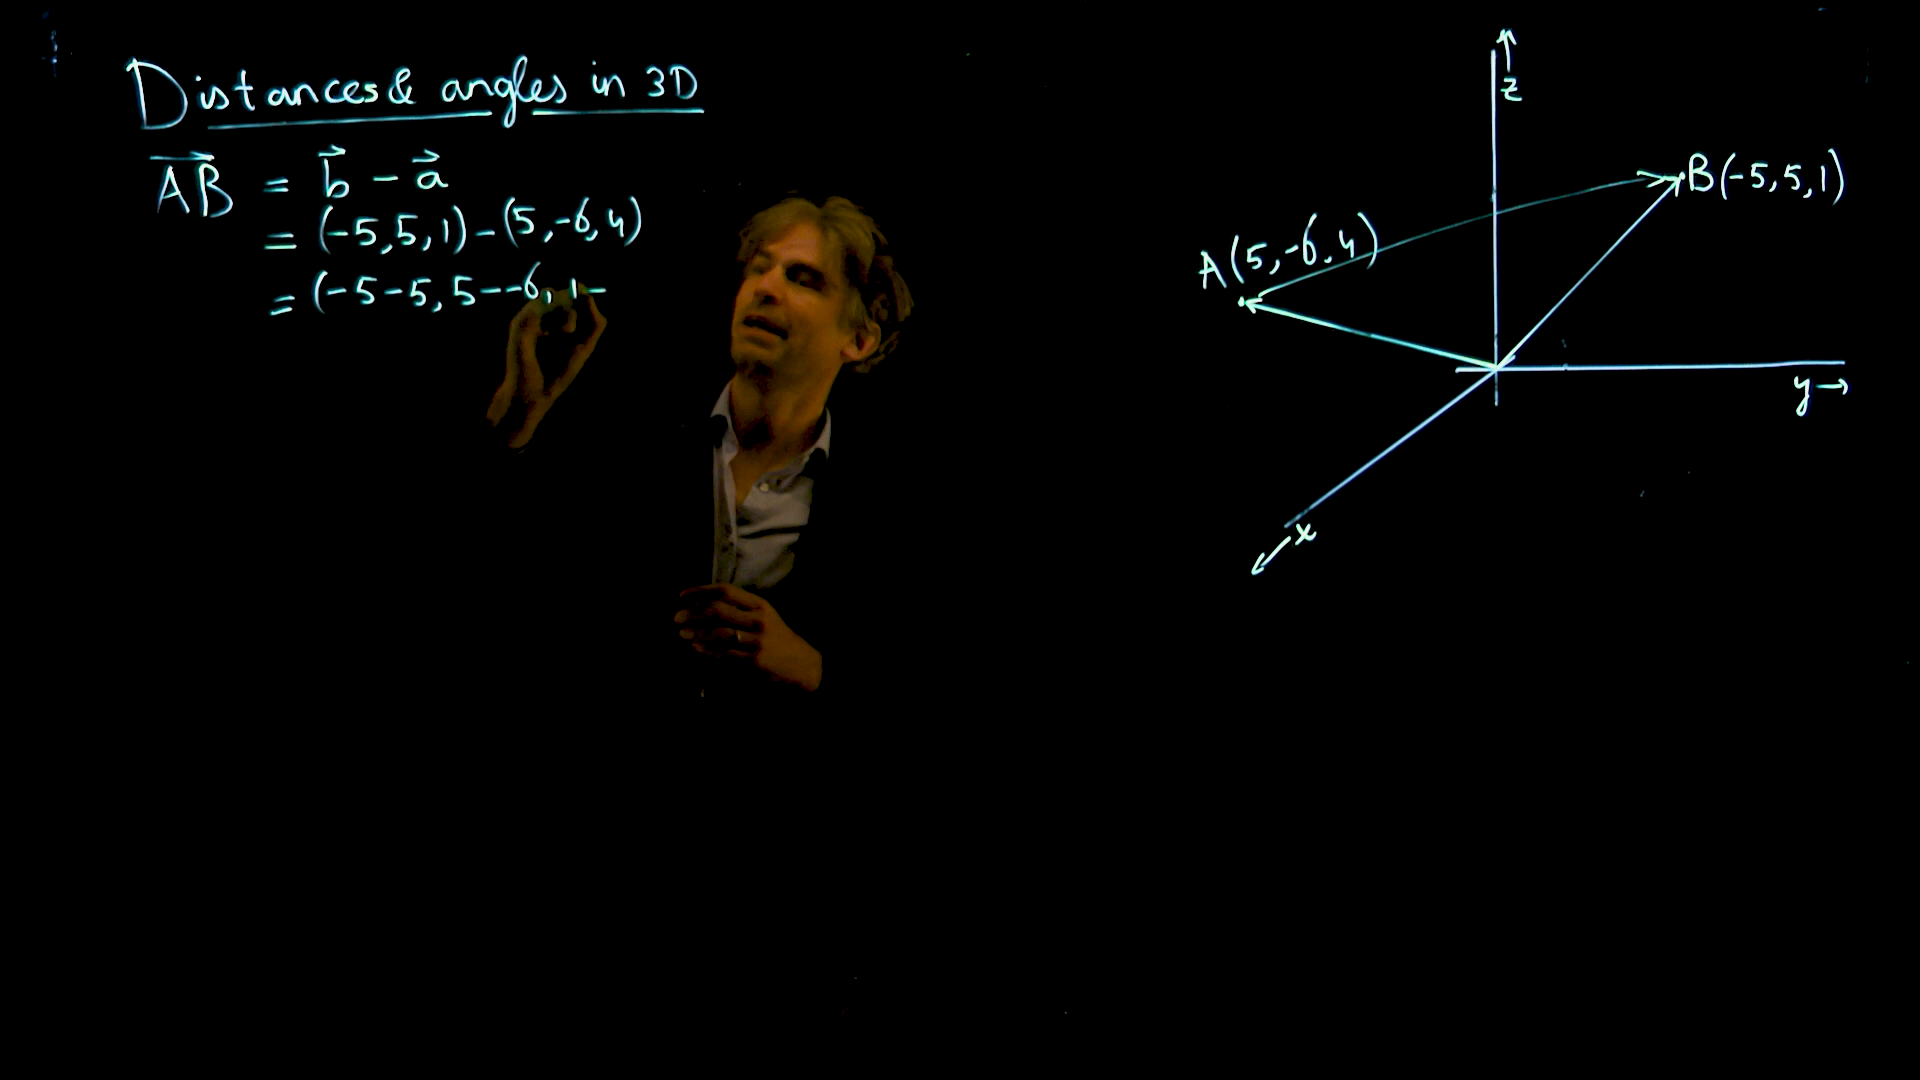 Distances & angles in 3D
AB = b - a
= (-5,5,1)-(5,-6,4)
= (-5-5,5--6,1-
z
B(-5,5,1)
A(5,-6,4)
y→
x